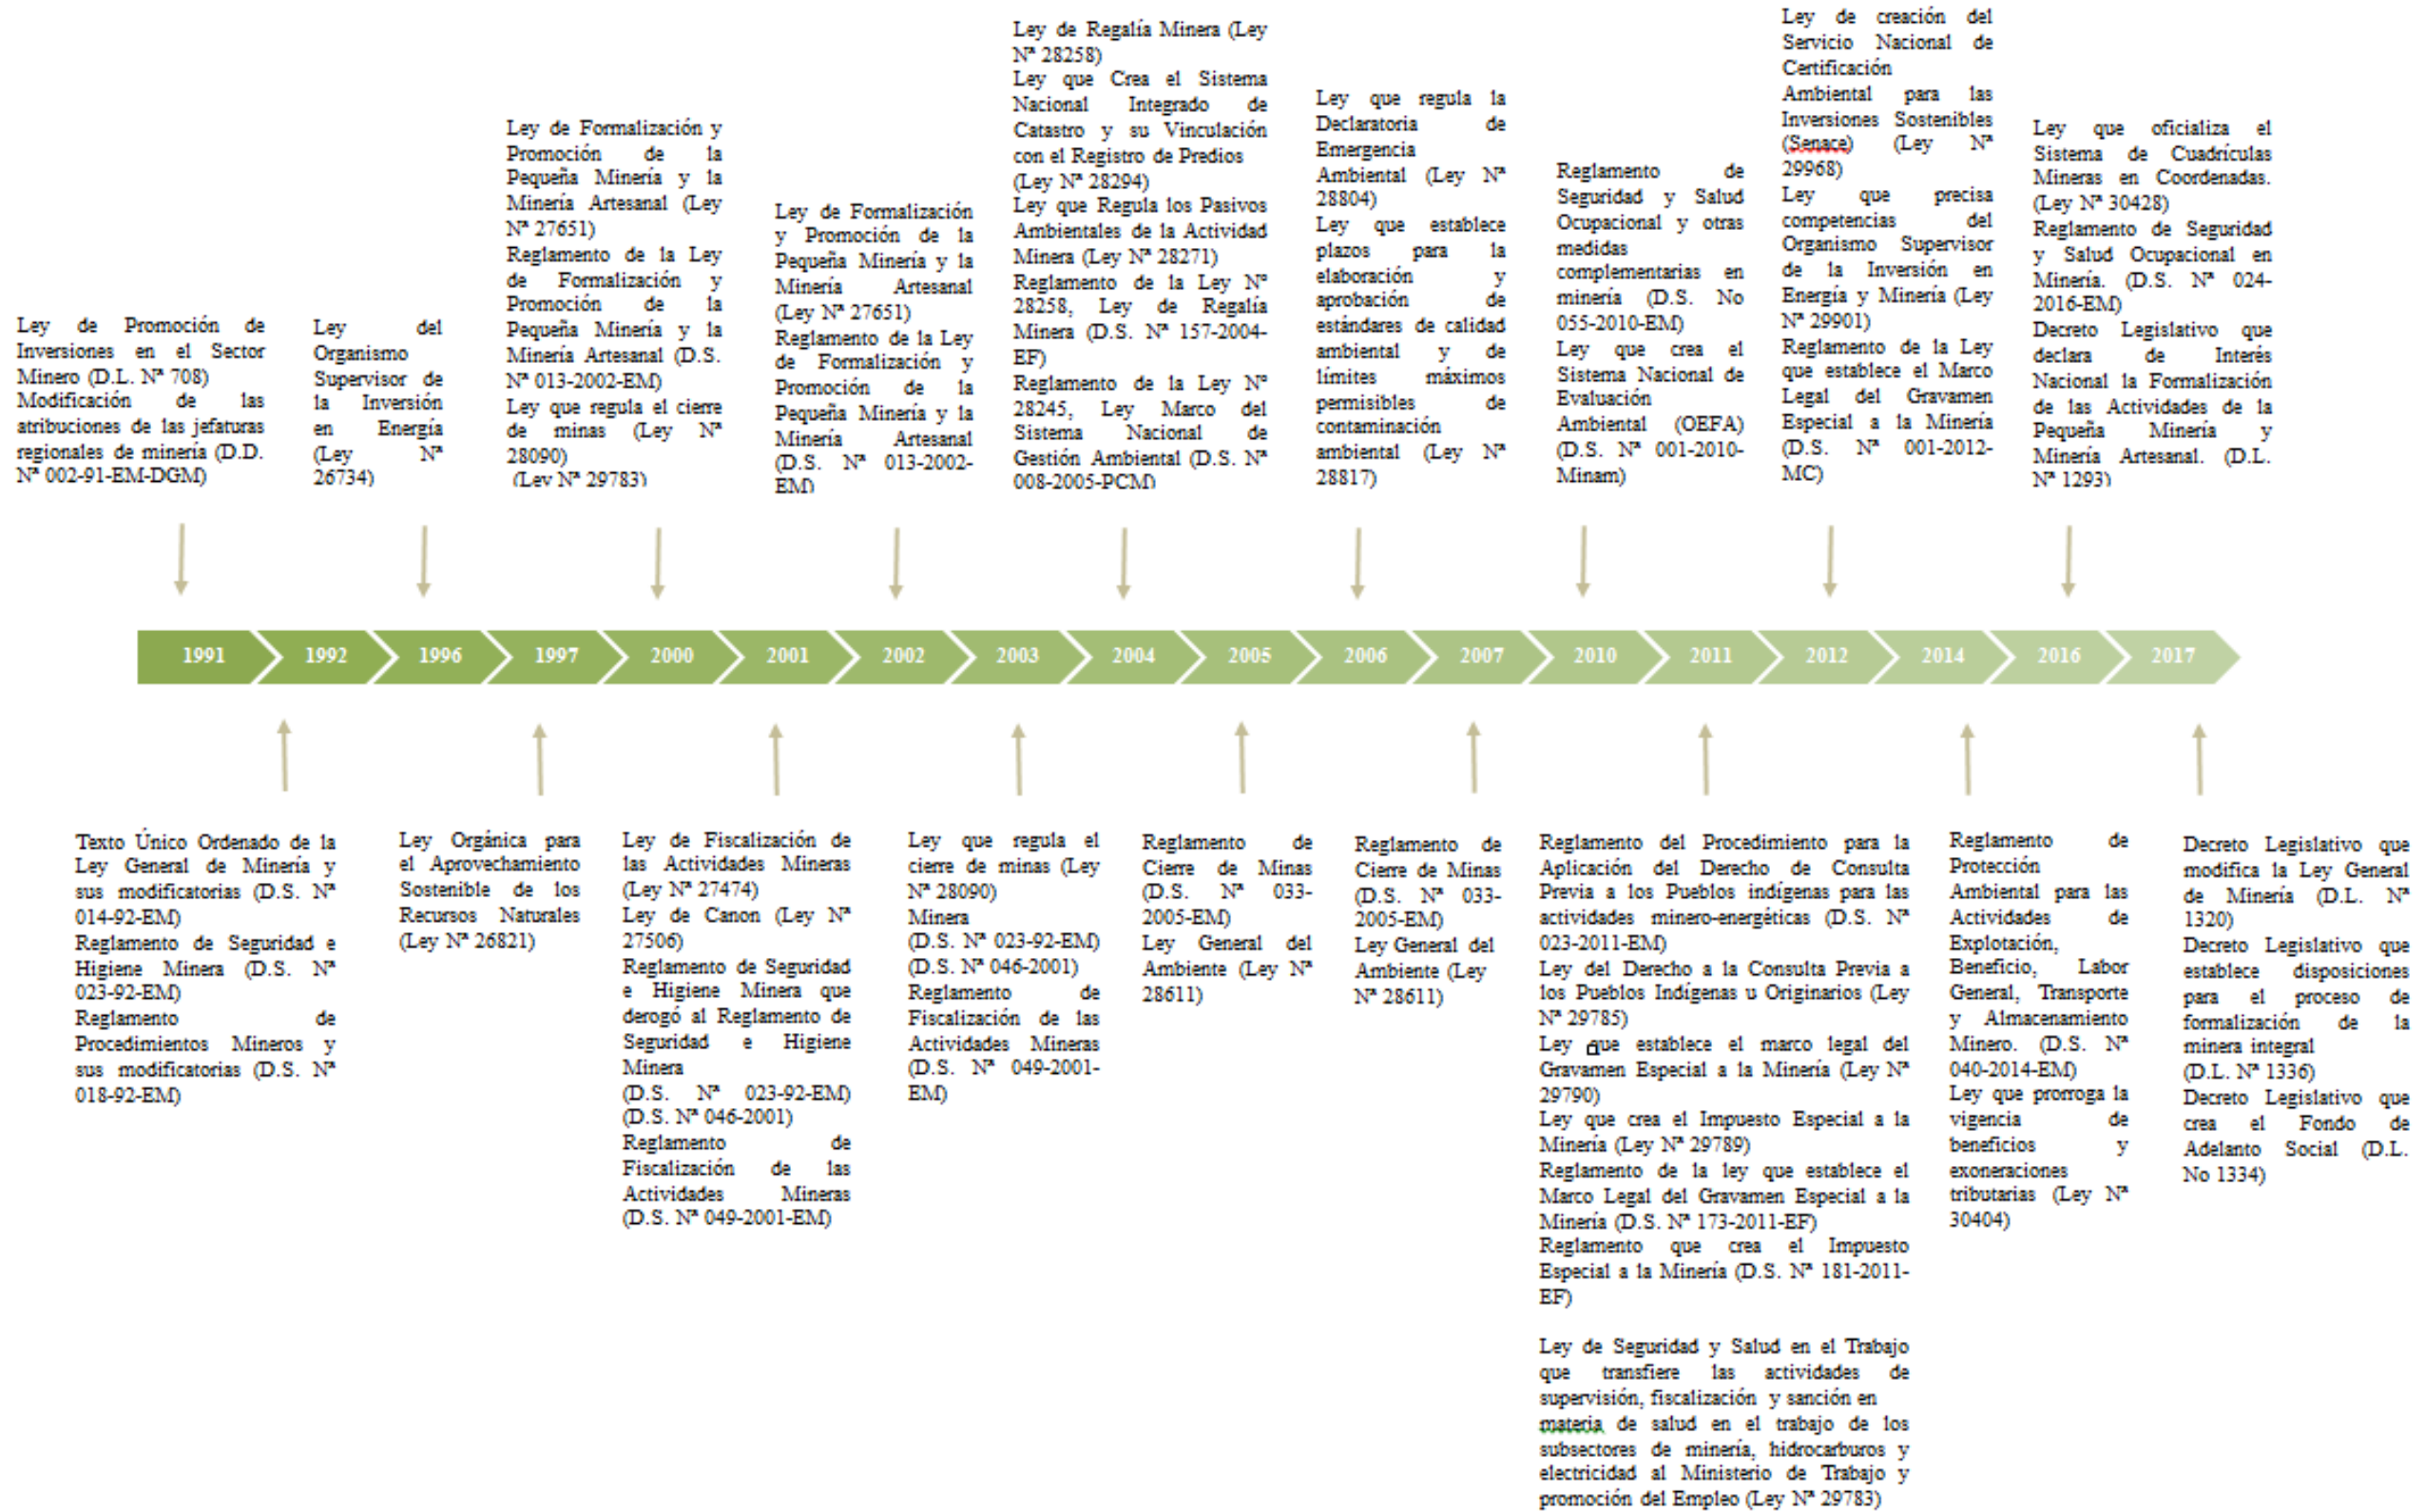 Ley de Promoción de
Inversiones en el Sector
Minero (D.L. Nª 708)
Modificación de las
atribuciones de las jefaturas
regionales de minería (D.D.
Nª 002-91-EM-DGM)
Ley del
Organismo
Supervisor de
la Inversión
en Energía
(Ley Nª
26734)
Ley de Formalización y
Promoción de la
Pequeña Minería y la
Minería Artesanal (Ley
Nª 27651)
Reglamento de la Ley
de Formalización y
Promoción de la
Pequeña Minería y la
Minería Artesanal (D.S.
Nª 013-2002-EM)
Ley que regula el cierre
de minas (Ley Nª
28090)
(Ley Nª 29783)
Ley de Formalización
y Promoción de la
Pequeña Minería y la
Minería Artesanal
(Ley Nª 27651)
Reglamento de la Ley
de Formalización y
Promoción de la
Pequeña Minería y la
Minería Artesanal
(D.S. Nª 013-2002-
EM)
Ley de Regalía Minera (Ley
Nª 28258)
Ley que Crea el Sistema
Nacional Integrado de
Catastro y su Vinculación
con el Registro de Predios
(Ley Nª 28294)
Ley que Regula los Pasivos
Ambientales de la Actividad
Minera (Ley Nª 28271)
Reglamento de la Ley Nº
28258, Ley de Regalía
Minera (D.S. Nª 157-2004-
EF)
Reglamento de la Ley Nº
28245, Ley Marco del
Sistema Nacional de
Gestión Ambiental (D.S. Nª
008-2005-PCM)
Ley que regula la
Declaratoria de
Emergencia
Ambiental (Ley Nª
28804)
Ley que establece
plazos para la
elaboración y
aprobación de
estándares de calidad
ambiental y de
límites máximos
permisibles de
contaminación
ambiental (Ley Nª
28817)
Reglamento de
Seguridad y Salud
Ocupacional y otras
medidas
complementarias en
minería (D.S. No
055-2010-EM)
Ley que crea el
Sistema Nacional de
Evaluación
Ambiental (OEFA)
(D.S. Nª 001-2010-
Minam)
Ley de creación del
Servicio Nacional de
Certificación
Ambiental para las
Inversiones Sostenibles
(Senace) (Ley Nª
29968)
Ley que precisa
competencias del
Organismo Supervisor
de la Inversión en
Energía y Minería (Ley
Nª 29901)
Reglamento de la Ley
que establece el Marco
Legal del Gravamen
Especial a la Minería
(D.S. Nª 001-2012-
MC)
Ley que oficializa el
Sistema de Cuadrículas
Mineras en Coordenadas.
(Ley Nª 30428)
Reglamento de Seguridad
y Salud Ocupacional en
Minería. (D.S. Nª 024-
2016-EM)
Decreto Legislativo que
declara de Interés
Nacional la Formalización
de las Actividades de la
Pequeña Minería y
Minería Artesanal. (D.L.
Nª 1293)
1991 1992 1996 1997 2000 2001 2002 2003 2004 2005 2006 2007 2010 2011 2012 2014 2016 2017
Texto Único Ordenado de la
Ley General de Minería y
sus modificatorias (D.S. Nª
014-92-EM)
Reglamento de Seguridad e
Higiene Minera (D.S. Nª
023-92-EM)
Reglamento de
Procedimientos Mineros y
sus modificatorias (D.S. Nª
018-92-EM)
Ley Orgánica para
el Aprovechamiento
Sostenible de los
Recursos Naturales
(Ley Nª 26821)
Ley de Fiscalización de
las Actividades Mineras
(Ley Nª 27474)
Ley de Canon (Ley Nª
27506)
Reglamento de Seguridad
e Higiene Minera que
derogó al Reglamento de
Seguridad e Higiene
Minera
(D.S. Nª 023-92-EM)
(D.S. Nª 046-2001)
Reglamento de
Fiscalización de las
Actividades Mineras
(D.S. Nª 049-2001-EM)
Ley que regula el
cierre de minas (Ley
Nª 28090)
Minera
(D.S. Nª 023-92-EM)
(D.S. Nª 046-2001)
Reglamento de
Fiscalización de las
Actividades Mineras
(D.S. Nª 049-2001-
EM)
Reglamento de
Cierre de Minas
(D.S. Nª 033-
2005-EM)
Ley General del
Ambiente (Ley Nª
28611)
Reglamento de
Cierre de Minas
(D.S. Nª 033-
2005-EM)
Ley General del
Ambiente (Ley
Nª 28611)
Reglamento del Procedimiento para la
Aplicación del Derecho de Consulta
Previa a los Pueblos indígenas para las
actividades minero-energéticas (D.S. Nª
023-2011-EM)
Ley del Derecho a la Consulta Previa a
los Pueblos Indígenas u Originarios (Ley
Nª 29785)
Ley que establece el marco legal del
Gravamen Especial a la Minería (Ley Nª
29790)
Ley que crea el Impuesto Especial a la
Minería (Ley Nª 29789)
Reglamento de la ley que establece el
Marco Legal del Gravamen Especial a la
Minería (D.S. Nª 173-2011-EF)
Reglamento que crea el Impuesto
Especial a la Minería (D.S. Nª 181-2011-
EF)
Ley de Seguridad y Salud en el Trabajo
que transfiere las actividades de
supervisión, fiscalización y sanción en
materia de salud en el trabajo de los
subsectores de minería, hidrocarburos y
electricidad al Ministerio de Trabajo y
promoción del Empleo (Ley Nª 29783)
Reglamento de
Protección
Ambiental para las
Actividades de
Explotación,
Beneficio, Labor
General, Transporte
y Almacenamiento
Minero. (D.S. Nª
040-2014-EM)
Ley que prorroga la
vigencia de
beneficios y
exoneraciones
tributarias (Ley Nª
30404)
Decreto Legislativo que
modifica la Ley General
de Minería (D.L. Nª
1320)
Decreto Legislativo que
establece disposiciones
para el proceso de
formalización de la
minera integral
(D.L. Nª 1336)
Decreto Legislativo que
crea el Fondo de
Adelanto Social (D.L.
No 1334)